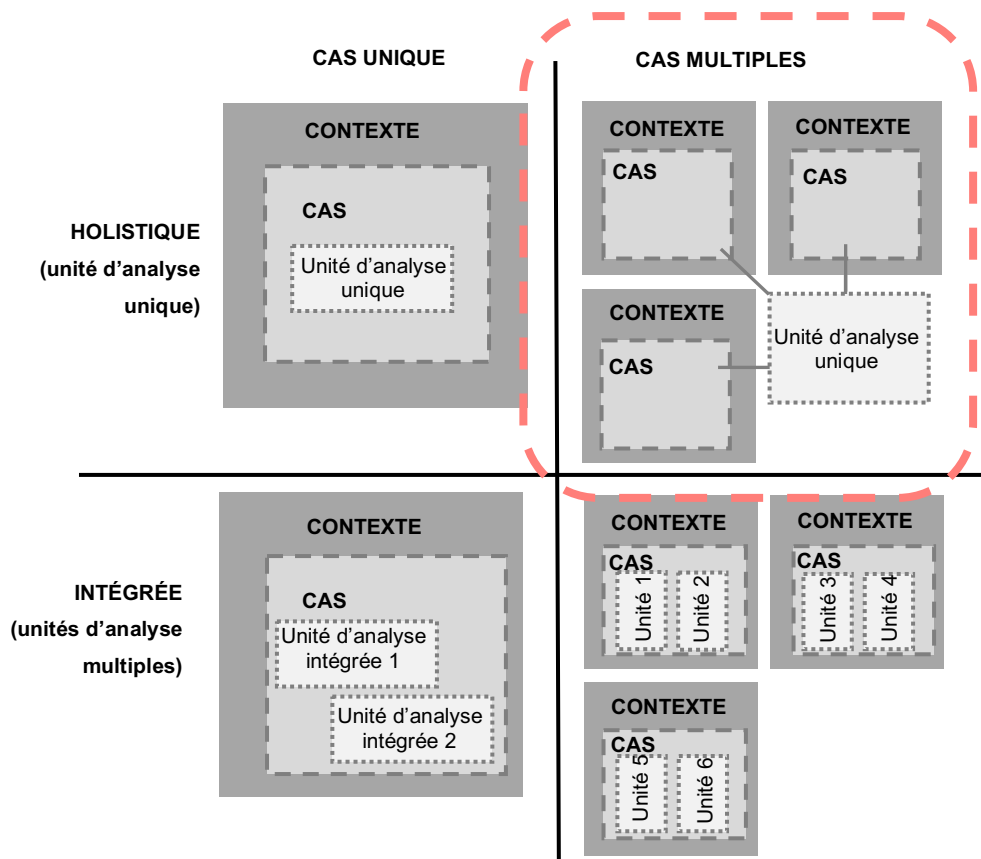 CAS UNIQUE
CAS MULTIPLES
HOLISTIQUE
(unité d’analyse
unique)
CONTEXTE
CAS
Unité d’analyse
unique
CONTEXTE
CAS
CONTEXTE
CAS
CONTEXTE
CAS
Unité d’analyse
unique
INTÉGRÉE
(unités d’analyse
multiples)
CONTEXTE
CAS
Unité d’analyse
intégrée 1
Unité d’analyse
intégrée 2
CONTEXTE
CAS
Unité 1
Unité 2
CONTEXTE
CAS
Unité 3
Unité 4
CONTEXTE
CAS
Unité 5
Unité 6